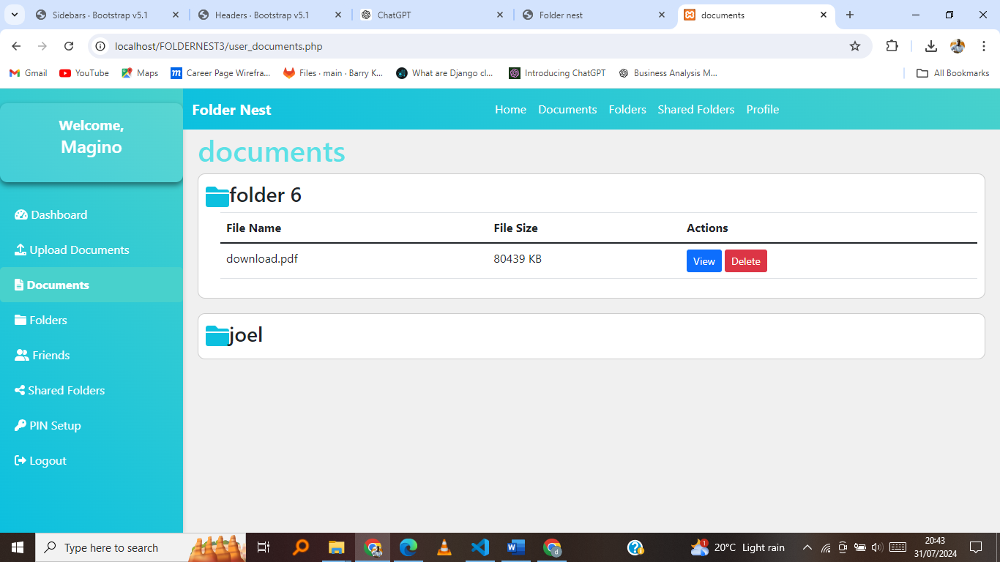 Sidebars · Bootstrap v5.1
Headers · Bootstrap v5.1
ChatGPT
Folder nest
documents
localhost/FOLDERNEST3/user_documents.php
Gmail
YouTube
Maps
Career Page Wirefra...
Files · main · Barry K...
What are Django cl...
Introducing ChatGPT
Business Analysis M...
All Bookmarks
Welcome,
Magino
Dashboard
Upload Documents
Documents
Folders
Friends
Shared Folders
PIN Setup
Logout
Folder Nest
Home Documents Folders Shared Folders Profile
documents
folder 6
File Name File Size Actions
download.pdf 80439 KB View Delete
joel
Type here to search
20°C Light rain
20:43
31/07/2024